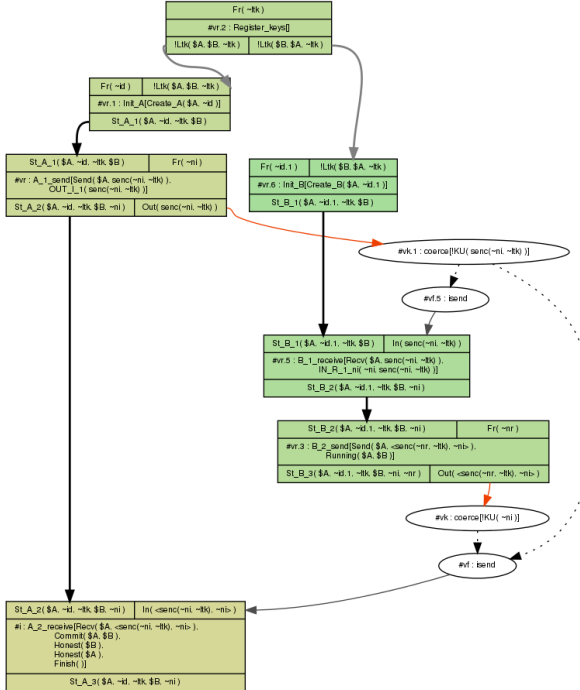 Fr( ~ltk )
#vr.2 : Register_keys[]
!Ltk( $A, $B, ~ltk ) !Ltk( $B, $A, ~ltk )
Fr( ~id ) !Ltk( $A, $B, ~ltk )
#vr.1 : Init_A[Create_A( $A, ~id )]
St_A_1( $A, ~id, ~ltk, $B )
St_A_1( $A, ~id, ~ltk, $B ) Fr( ~ni )
#vr : A_1_send[Send( $A, senc(~ni, ~ltk) ),
OUT_I_1( senc(~ni, ~ltk) )]
St_A_2( $A, ~id, ~ltk, $B, ~ni ) Out( senc(~ni, ~ltk) )
Fr( ~id.1 ) !Ltk( $B, $A, ~ltk )
#vr.6 : Init_B[Create_B( $A, ~id.1 )]
St_B_1( $A, ~id.1, ~ltk, $B )
#vk.1 : coerce[!KU( senc(~ni, ~ltk) )]
#vf.5 : isend
St_B_1( $A, ~id.1, ~ltk, $B ) In( senc(~ni, ~ltk) )
#vr.5 : B_1_receive[Recv( $A, senc(~ni, ~ltk) ),
IN_R_1_ni( ~ni, senc(~ni, ~ltk) )]
St_B_2( $A, ~id.1, ~ltk, $B, ~ni )
St_B_2( $A, ~id.1, ~ltk, $B, ~ni ) Fr( ~nr )
#vr.3 : B_2_send[Send( $A, <senc(~nr, ~ltk), ~ni> ),
Running( $A, $B )]
St_B_3( $A, ~id.1, ~ltk, $B, ~ni, ~nr ) Out( <senc(~nr, ~ltk), ~ni> )
#vk : coerce[!KU( ~ni )]
#vf : isend
St_A_2( $A, ~id, ~ltk, $B, ~ni ) In( <senc(~ni, ~ltk), ~ni> )
#i : A_2_receive[Recv( $A, <senc(~ni, ~ltk), ~ni> ),
Commit( $A, $B ),
Honest( $B ),
Honest( $A ),
Finish( )]
St_A_3( $A, ~id, ~ltk, $B, ~ni )